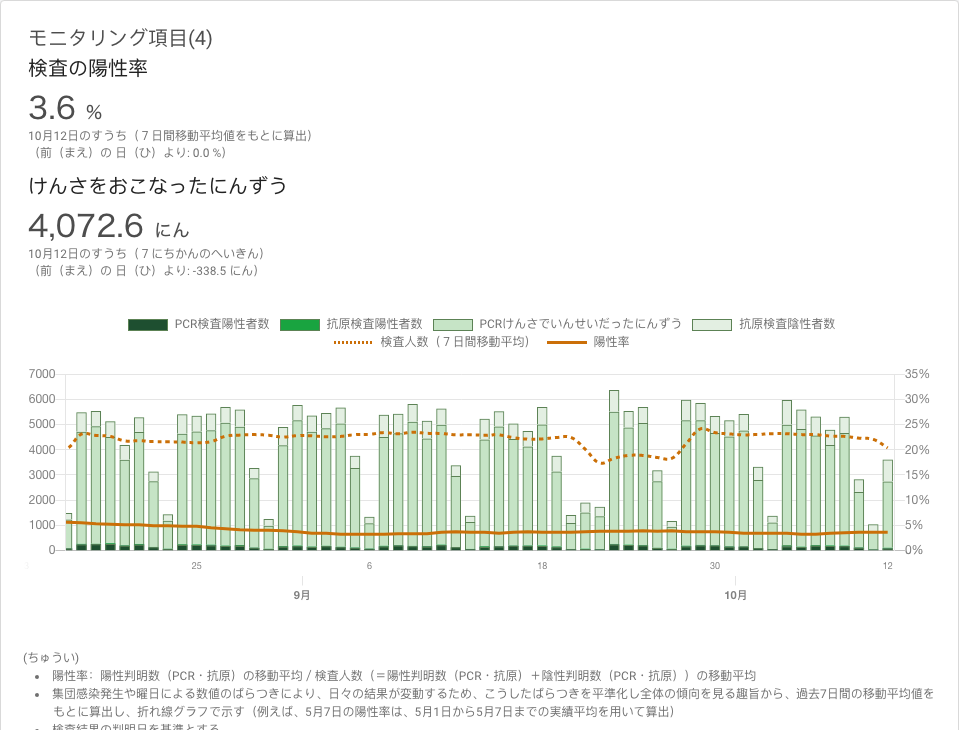 モニタリング項目(4)
検査の陽性率
3.6 %
10月12日のすうち（７日間移動平均値をもとに算出）
（前（まえ）の 日（ひ）より: 0.0 %）
けんさをおこなったにんずう
4,072.6 にん
10月12日のすうち（７にちかんのへいきん）
（前（まえ）の 日（ひ）より: -338.5 にん）
PCR検査陽性者数 抗原検査陽性者数 PCRけんさでいんせいだったにんずう 抗原検査陰性者数
検査人数（７日間移動平均） 陽性率
7000 35%
6000 30%
5000 25%
4000 20%
3000 15%
2000 10%
1000 5%
0 0%
25 6 18 30 12
9月 10月
(ちゅうい)
• 陽性率：陽性判明数（PCR・抗原）の移動平均 / 検査人数（＝陽性判明数（PCR・抗原）＋陰性判明数（PCR・抗原））の移動平均
• 集団感染発生や曜日による数値のばらつきにより、日々の結果が変動するため、こうしたばらつきを平準化し全体の傾向を見る趣旨から、過去7日間の移動平均値を
もとに算出し、折れ線グラフで示す（例えば、5月7日の陽性率は、5月1日から5月7日までの実績平均を用いて算出）
• 検査結果の判明日を基準とする